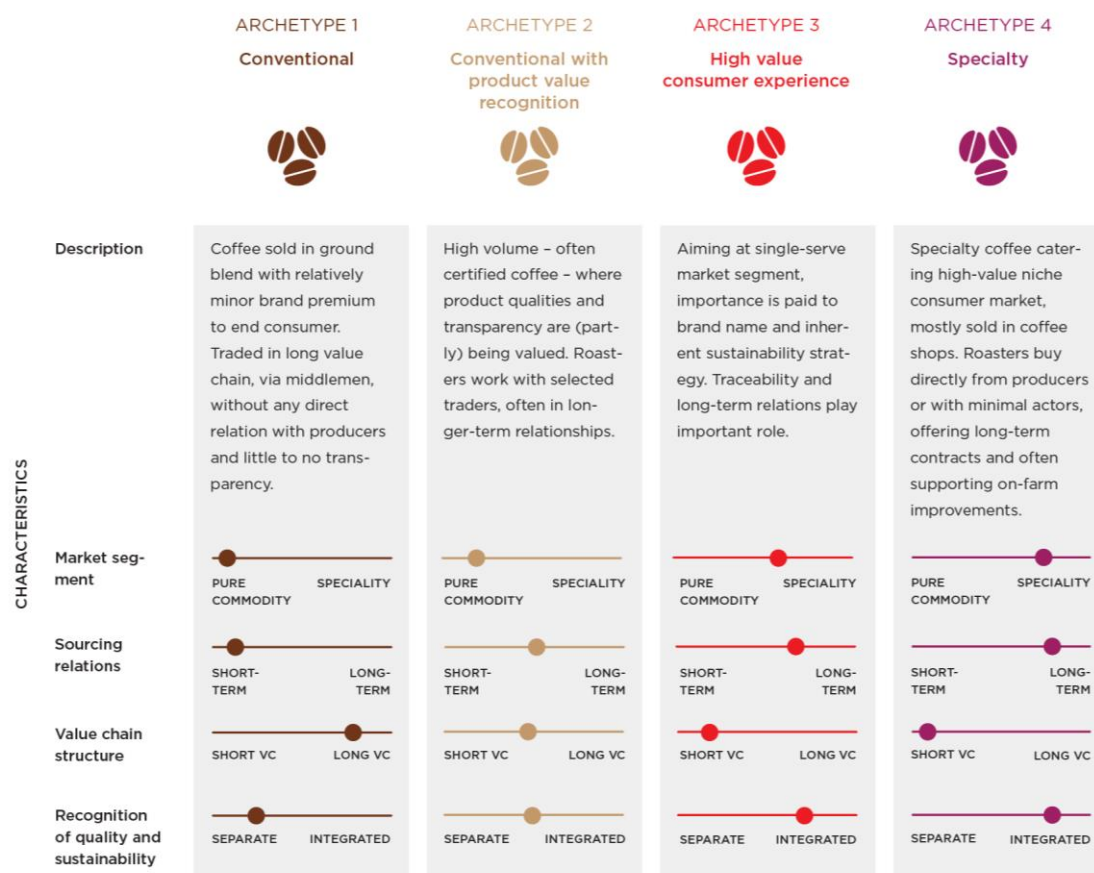 ARCHETYPE 1
Conventional
ARCHETYPE 2
Conventional with
product value
recognition
ARCHETYPE 3
High value
consumer experience
ARCHETYPE 4
Specialty
CHARACTERISTICS
Description
Coffee sold in ground
blend with relatively
minor brand premium
to end consumer.
Traded in long value
chain, via middlemen,
without any direct
relation with producers
and little to no trans-
parency.
High volume – often
certified coffee – where
product qualities and
transparency are (part-
ly) being valued. Roast-
ers work with selected
traders, often in lon-
ger-term relationships.
Aiming at single-serve
market segment,
importance is paid to
brand name and inher-
ent sustainability strat-
egy. Traceability and
long-term relations play
important role.
Specialty coffee cater-
ing high-value niche
consumer market,
mostly sold in coffee
shops. Roasters buy
directly from producers
or with minimal actors,
offering long-term
contracts and often
supporting on-farm
improvements.
Market seg-
ment
PURE
COMMODITY
SPECIALITY
PURE
COMMODITY
SPECIALITY
PURE
COMMODITY
SPECIALITY
PURE
COMMODITY
SPECIALITY
Sourcing
relations
SHORT-
TERM
LONG-
TERM
SHORT-
TERM
LONG-
TERM
SHORT-
TERM
LONG-
TERM
SHORT-
TERM
LONG-
TERM
Value chain
structure
SHORT VC
LONG VC
SHORT VC
LONG VC
SHORT VC
LONG VC
SHORT VC
LONG VC
Recognition
of quality and
sustainability
SEPARATE
INTEGRATED
SEPARATE
INTEGRATED
SEPARATE
INTEGRATED
SEPARATE
INTEGRATED